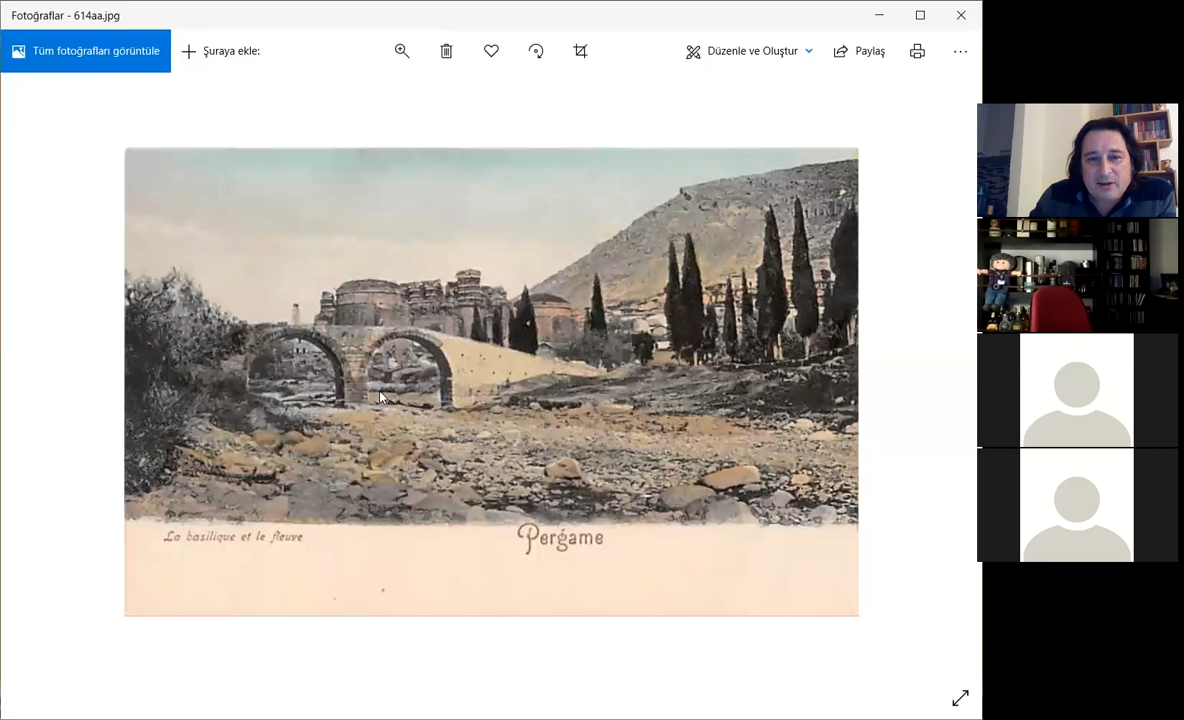 Fotoğraflar - 614aa.jpg
Tüm fotoğrafları görüntüle
Şuraya ekle:
Düzenle ve Oluştur
Paylaş
La basilique et le fleuve
Pergame